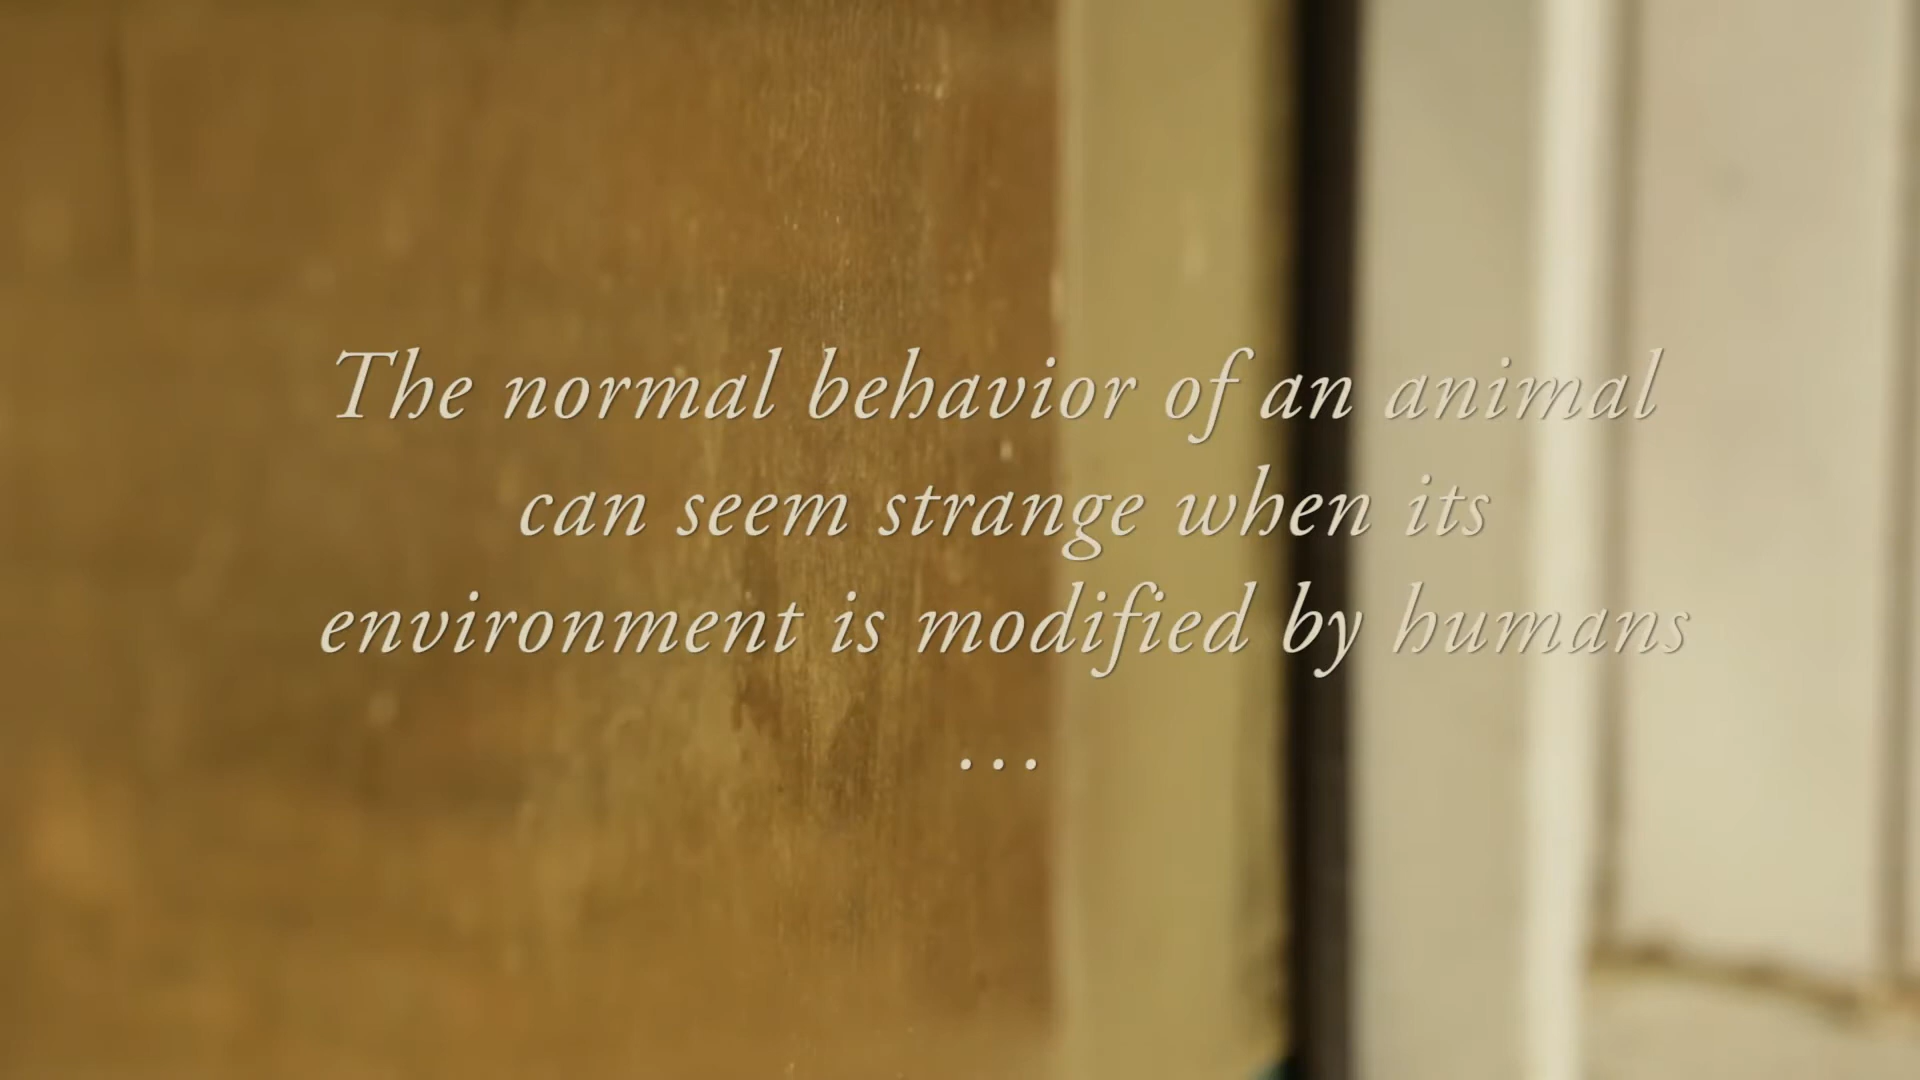 The normal behavior of an animal
can seem strange when its
environment is modified by humans
...